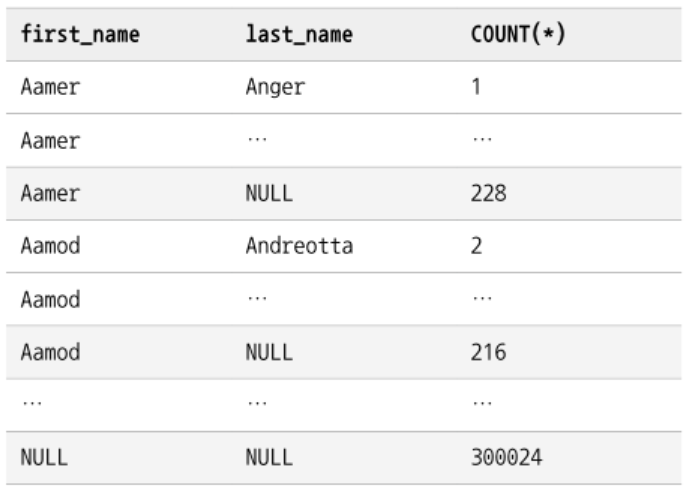 first_name last_name COUNT(*)
Aamer Anger 1
Aamer ... ...
Aamer NULL 228
Aamod Andreotta 2
Aamod ... ...
Aamod NULL 216
... ... ...
NULL NULL 300024